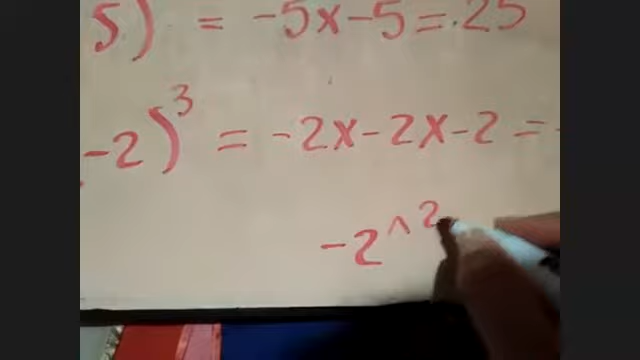 5) = -5x-5=25
-2)³ = -2x-2x-2=-
-2^2